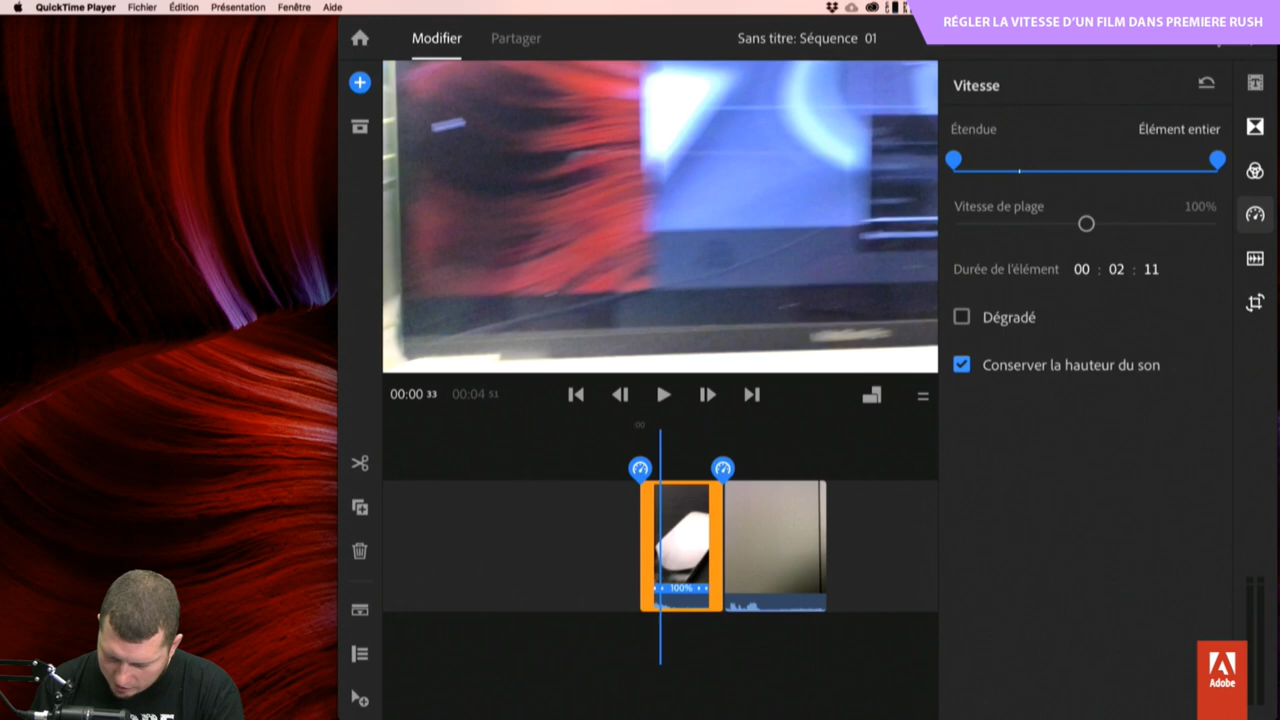 QuickTime Player Fichier Édition Présentation Fenêtre Aide
RÉGLER LA VITESSE D'UN FILM DANS PREMIERE RUSH
Modifier Partager Sans titre: Séquence 01
Vitesse
Étendue Élément entier
Vitesse de plage 100%
Durée de l'élément 00 : 02 : 11
Dégradé
Conserver la hauteur du son
00:00 33 00:04 51
00
100%
Adobe